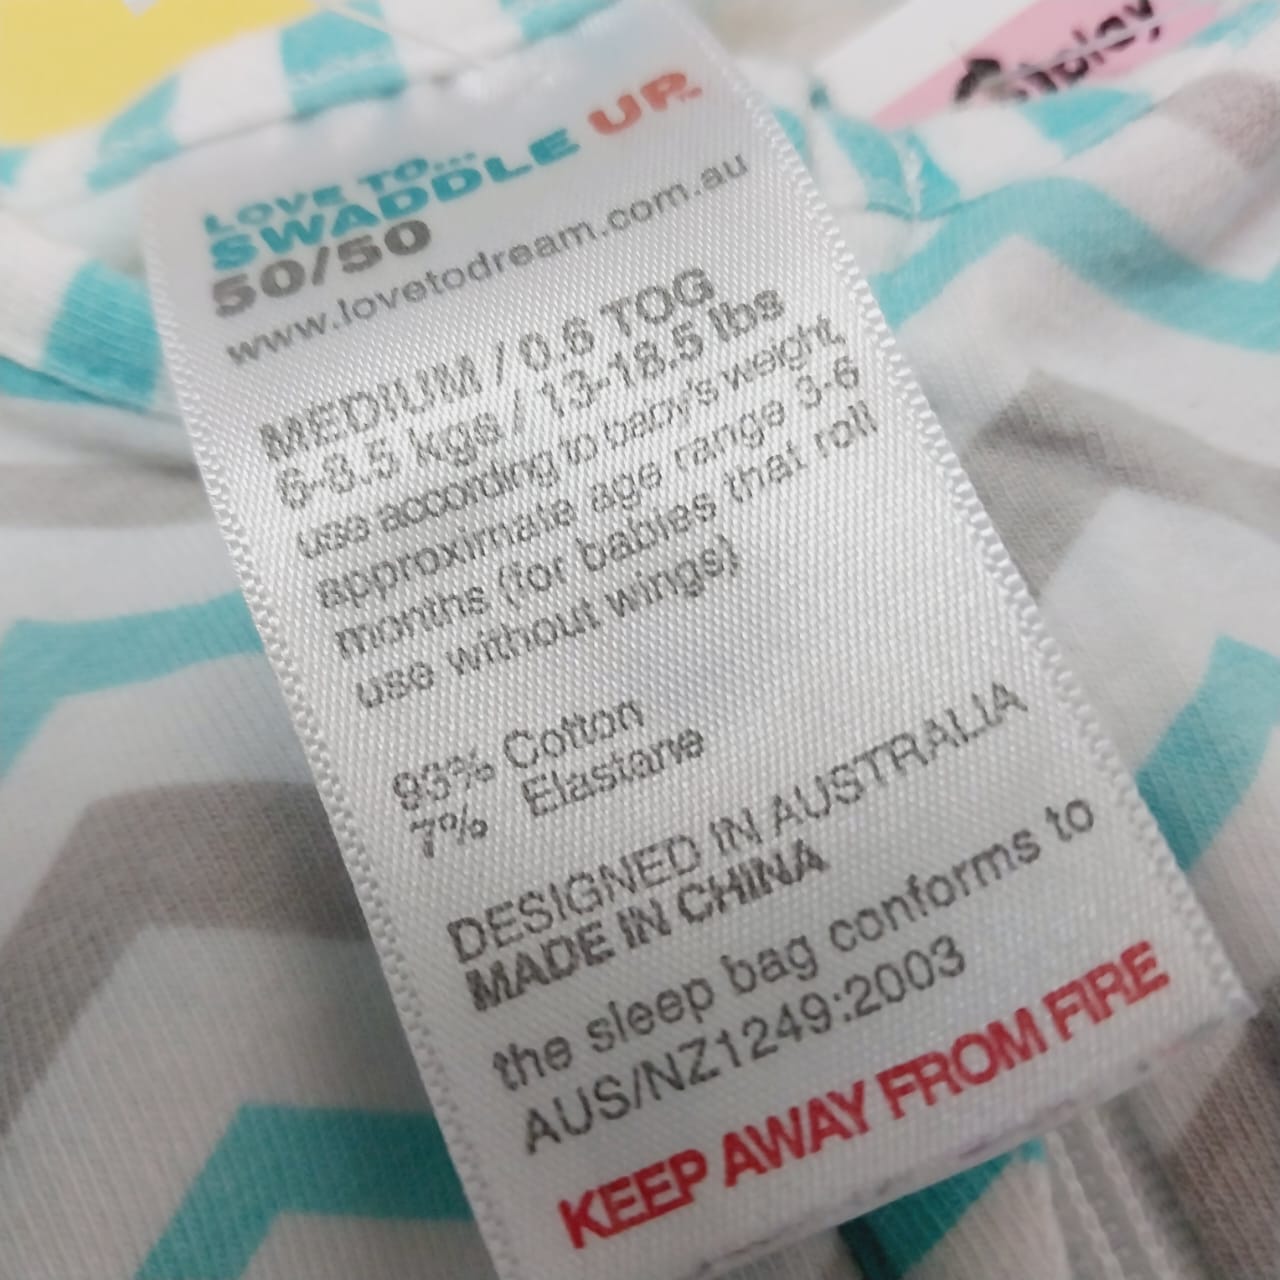 LOVE TO...
SWADDLE UP
50/50
www.lovetodream.com.au
MEDIUM / 0.6 TOG
6-8.5 kgs / 13-18.5 lbs
use according to baby's weight,
approximate age range 3-6
months (for babies that roll
use without wings)
93% Cotton
7% Elastane
DESIGNED IN AUSTRALIA
MADE IN CHINA
the sleep bag conforms to
AUS/NZ1249:2003
KEEP AWAY FROM FIRE